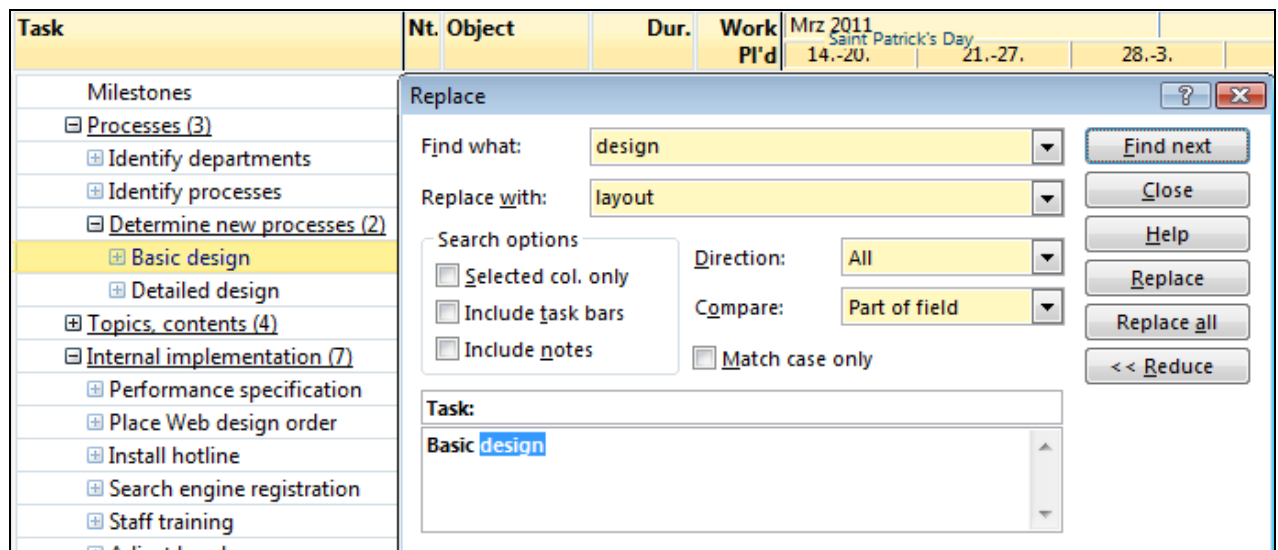 Task Nt. Object Dur. Work Mrz 2011
Saint Patrick's Day
Pl'd 14.-20. 21.-27. 28.-3.
Milestones
Processes (3)
Identify departments
Identify processes
Determine new processes (2)
Basic design
Detailed design
Topics, contents (4)
Internal implementation (7)
Performance specification
Place Web design order
Install hotline
Search engine registration
Staff training
Replace
Find what: design Find next
Replace with: layout Close
Search options Help
Selected col. only Direction: All Replace
Include task bars Compare: Part of field Replace all
Include notes Match case only << Reduce
Task:
Basic design